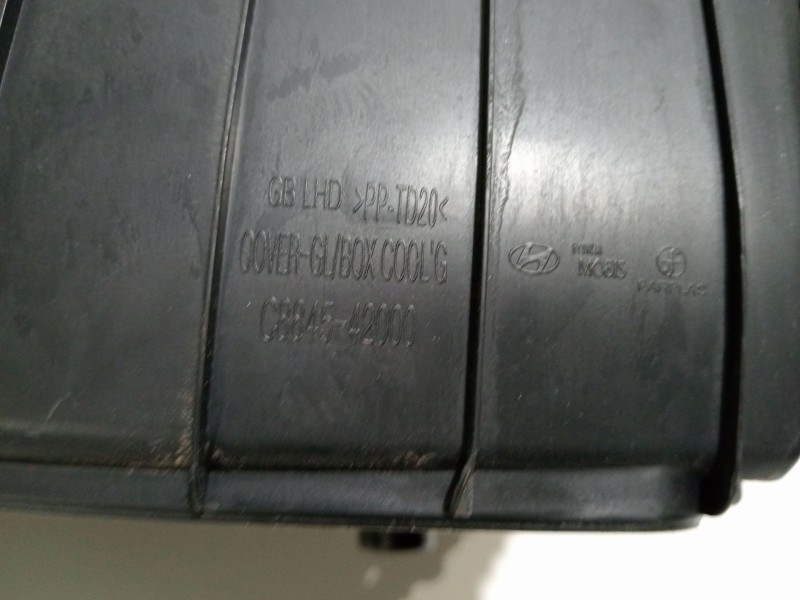 GB LHD >PP-TD20<
COVER-GL/BOX COOL'G
C8845-42000
MOBIS